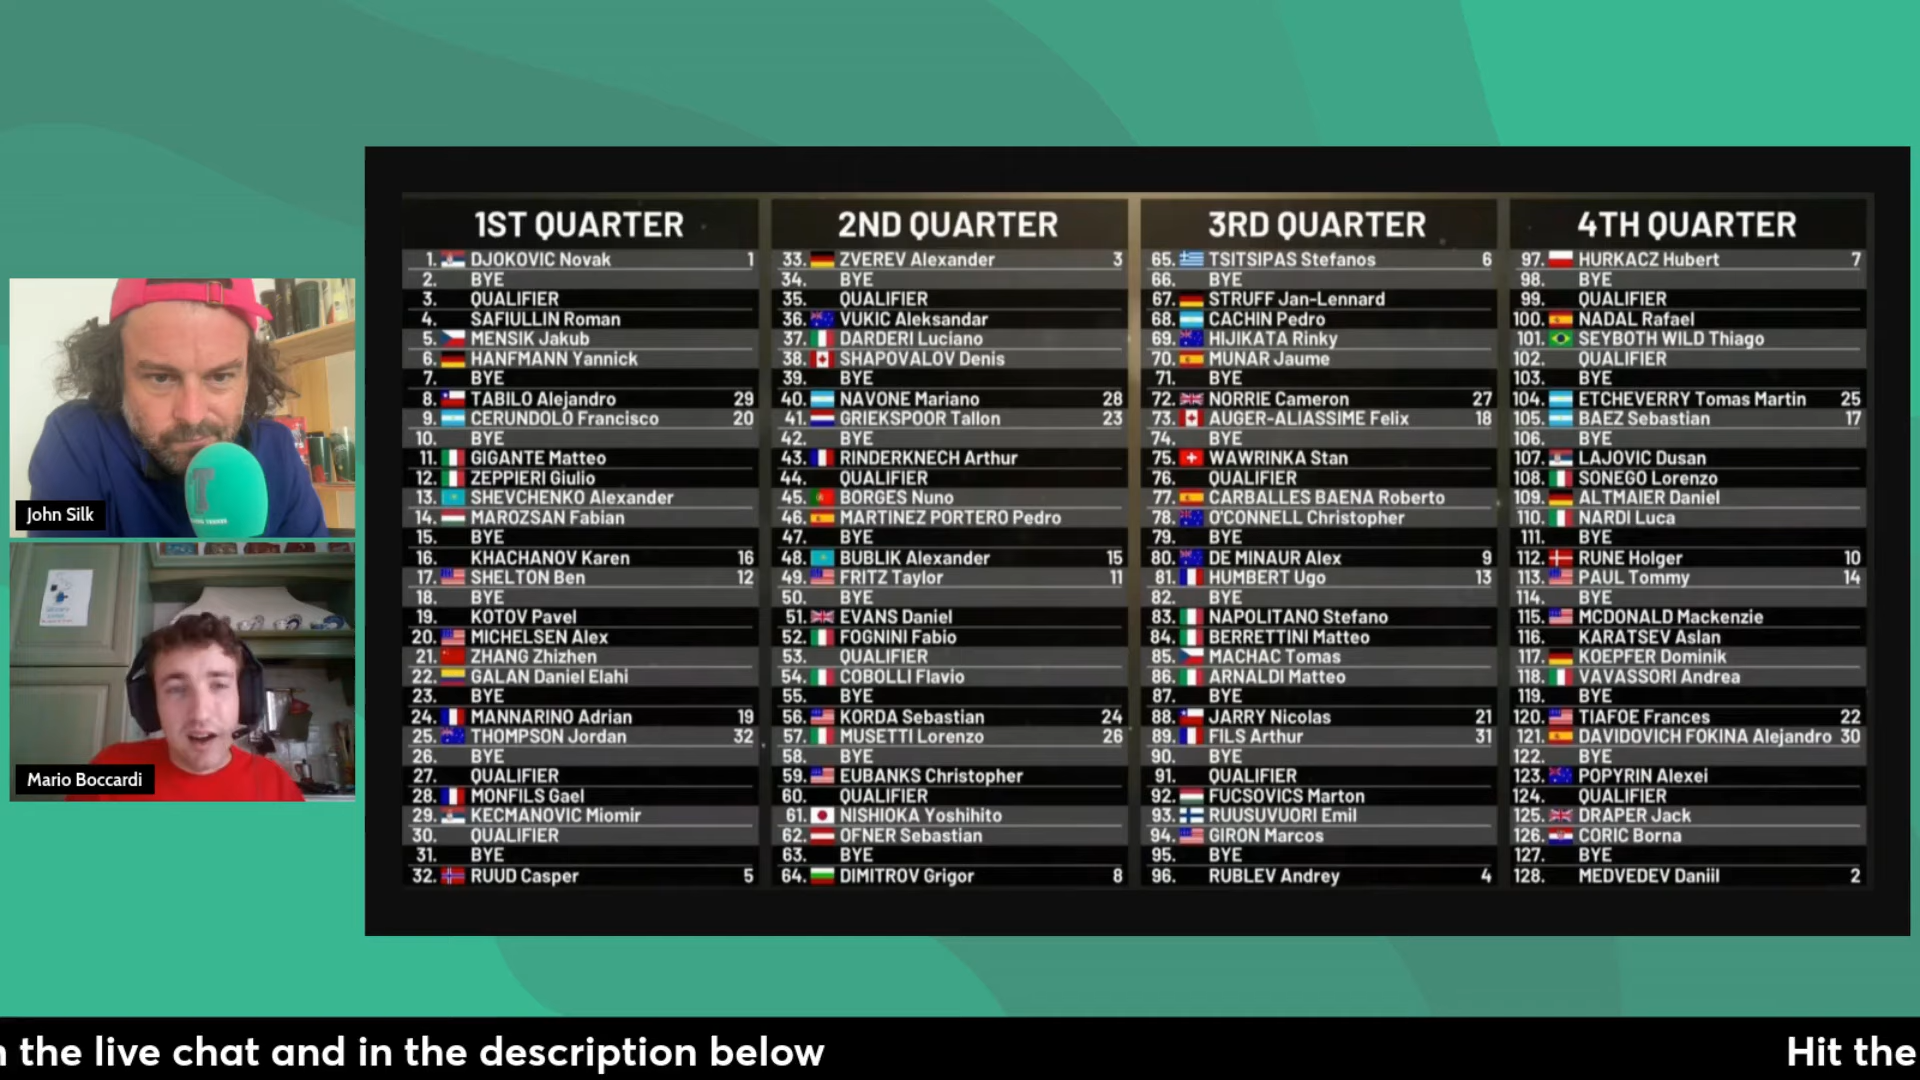 1ST QUARTER
1. DJOKOVIC Novak 1
2. BYE
3. QUALIFIER
4. SAFIULLIN Roman
5. MENSIK Jakub
6. HANFMANN Yannick
7. BYE
8. TABILO Alejandro 29
9. CERUNDOLO Francisco 20
10. BYE
11. GIGANTE Matteo
12. ZEPPIERI Giulio
13. SHEVCHENKO Alexander
14. MAROZSAN Fabian
15. BYE
16. KHACHANOV Karen 16
17. SHELTON Ben 12
18. BYE
19. KOTOV Pavel
20. MICHELSEN Alex
21. ZHANG Zhizhen
22. GALAN Daniel Elahi
23. BYE
24. MANNARINO Adrian 19
25. THOMPSON Jordan 32
26. BYE
27. QUALIFIER
28. MONFILS Gael
29. KECMANOVIC Miomir
30. QUALIFIER
31. BYE
32. RUUD Casper 5
2ND QUARTER
33. ZVEREV Alexander 3
34. BYE
35. QUALIFIER
36. VUKIC Aleksandar
37. DARDERI Luciano
38. SHAPOVALOV Denis
39. BYE
40. NAVONE Mariano 28
41. GRIEKSPOOR Tallon 23
42. BYE
43. RINDERKNECH Arthur
44. QUALIFIER
45. BORGES Nuno
46. MARTINEZ PORTERO Pedro
47. BYE
48. BUBLIK Alexander 15
49. FRITZ Taylor 11
50. BYE
51. EVANS Daniel
52. FOGNINI Fabio
53. QUALIFIER
54. COBOLLI Flavio
55. BYE
56. KORDA Sebastian 24
57. MUSETTI Lorenzo 26
58. BYE
59. EUBANKS Christopher
60. QUALIFIER
61. NISHIOKA Yoshihito
62. OFNER Sebastian
63. BYE
64. DIMITROV Grigor 8
3RD QUARTER
65. TSITSIPAS Stefanos 6
66. BYE
67. STRUFF Jan-Lennard
68. CACHIN Pedro
69. HIJIKATA Rinky
70. MUNAR Jaume
71. BYE
72. NORRIE Cameron 27
73. AUGER-ALIASSIME Felix 18
74. BYE
75. WAWRINKA Stan
76. QUALIFIER
77. CARBALLES BAENA Roberto
78. O'CONNELL Christopher
79. BYE
80. DE MINAUR Alex 9
81. HUMBERT Ugo 13
82. BYE
83. NAPOLITANO Stefano
84. BERRETTINI Matteo
85. MACHAC Tomas
86. ARNALDI Matteo
87. BYE
88. JARRY Nicolas 21
89. FILS Arthur 31
90. BYE
91. QUALIFIER
92. FUCSOVICS Marton
93. RUUSUVUORI Emil
94. GIRON Marcos
95. BYE
96. RUBLEV Andrey 4
4TH QUARTER
97. HURKACZ Hubert 7
98. BYE
99. QUALIFIER
100. NADAL Rafael
101. SEYBOTH WILD Thiago
102. QUALIFIER
103. BYE
104. ETCHEVERRY Tomas Martin 25
105. BAEZ Sebastian 17
106. BYE
107. LAJOVIC Dusan
108. SONEGO Lorenzo
109. ALTMAIER Daniel
110. NARDI Luca
111. BYE
112. RUNE Holger 10
113. PAUL Tommy 14
114. BYE
115. MCDONALD Mackenzie
116. KARATSEV Aslan
117. KOEPFER Dominik
118. VAVASSORI Andrea
119. BYE
120. TIAFOE Frances 22
121. DAVIDOVICH FOKINA Alejandro 30
122. BYE
123. POPYRIN Alexei
124. QUALIFIER
125. DRAPER Jack
126. CORIC Borna
127. BYE
128. MEDVEDEV Daniil 2
John Silk
Mario Boccardi
the live chat and in the description below
Hit the